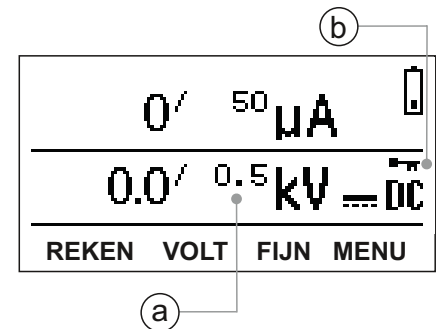 b
0/ 50 µA
0.0/ 0.5 kV DC
REKEN VOLT FIJN MENU
a